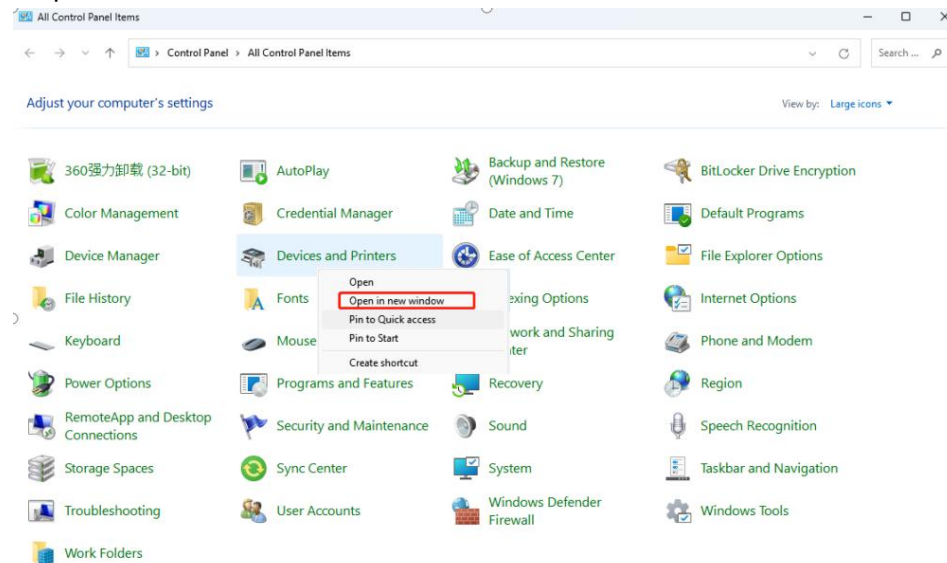 All Control Panel Items
Control Panel > All Control Panel Items
Search ...
Adjust your computer's settings
View by: Large icons
360强力卸载 (32-bit)
AutoPlay
Backup and Restore
(Windows 7)
BitLocker Drive Encryption
Color Management
Credential Manager
Date and Time
Default Programs
Device Manager
Devices and Printers
Ease of Access Center
File Explorer Options
File History
Fonts
exing Options
Internet Options
Open
Open in new window
Pin to Quick access
Pin to Start
Create shortcut
Keyboard
Mouse
work and Sharing
ter
Phone and Modem
Power Options
Programs and Features
Recovery
Region
RemoteApp and Desktop
Connections
Security and Maintenance
Sound
Speech Recognition
Storage Spaces
Sync Center
System
Taskbar and Navigation
Troubleshooting
User Accounts
Windows Defender
Firewall
Windows Tools
Work Folders